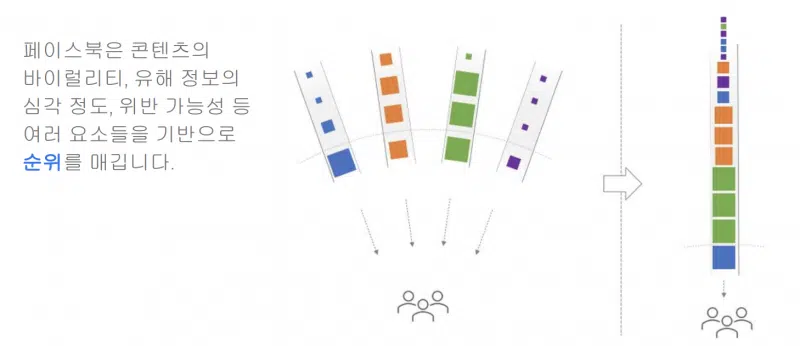 페이스북은 콘텐츠의
바이럴리티, 유해 정보의
심각 정도, 위반 가능성 등
여러 요소들을 기반으로
순위를 매깁니다.